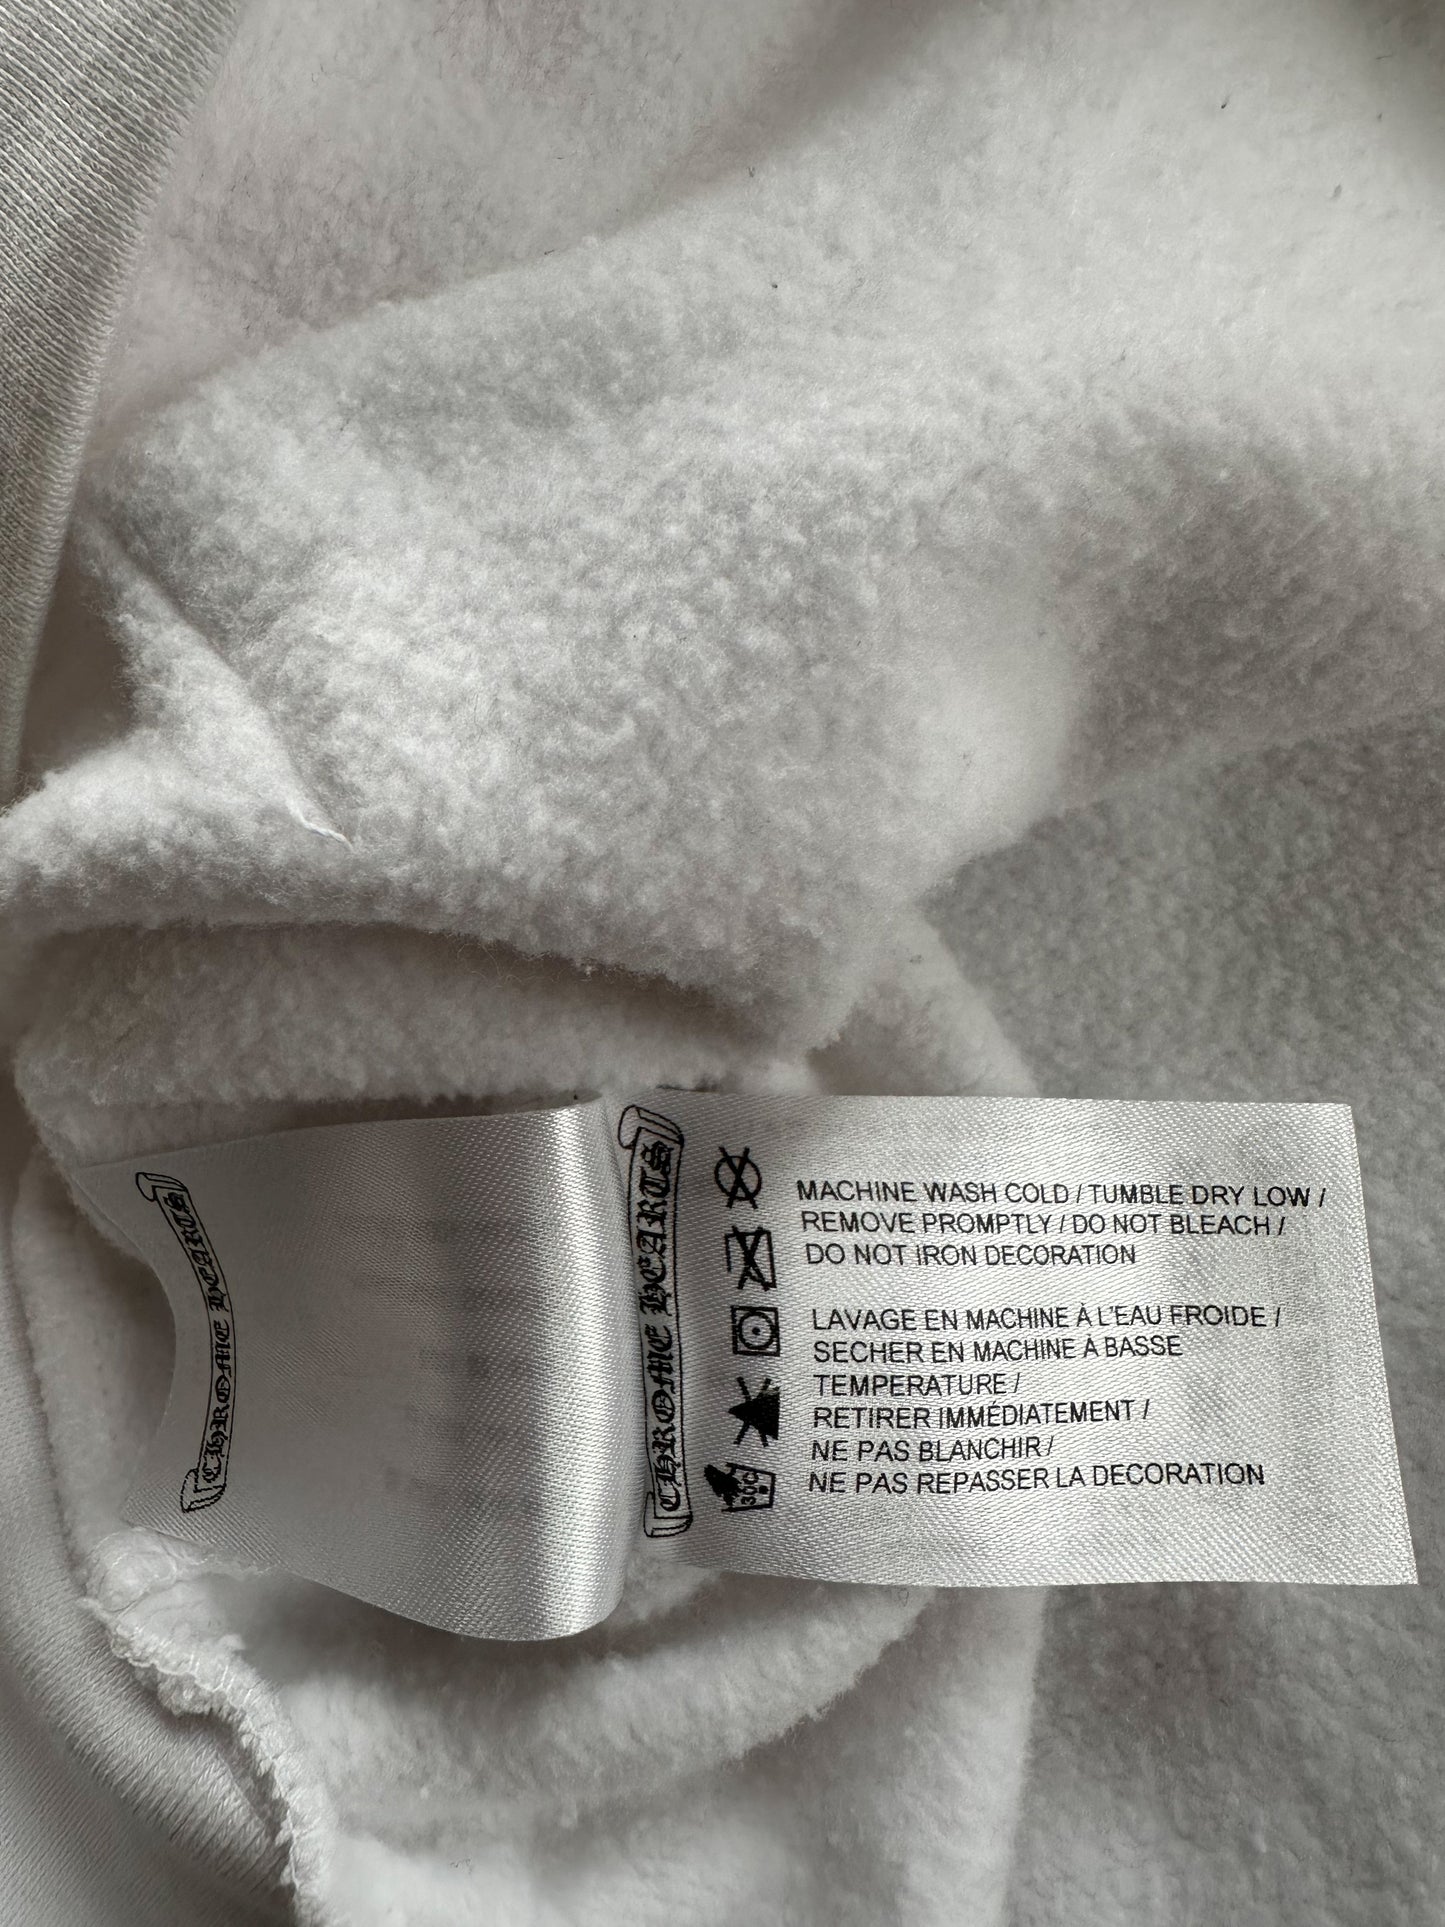 CHROME HEARTS
CHROME HEARTS
MACHINE WASH COLD / TUMBLE DRY LOW /
REMOVE PROMPTLY / DO NOT BLEACH /
DO NOT IRON DECORATION
LAVAGE EN MACHINE À L'EAU FROIDE /
SECHER EN MACHINE À BASSE
TEMPERATURE /
RETIRER IMMÉDIATEMENT /
NE PAS BLANCHIR /
NE PAS REPASSER LA DECORATION
30C